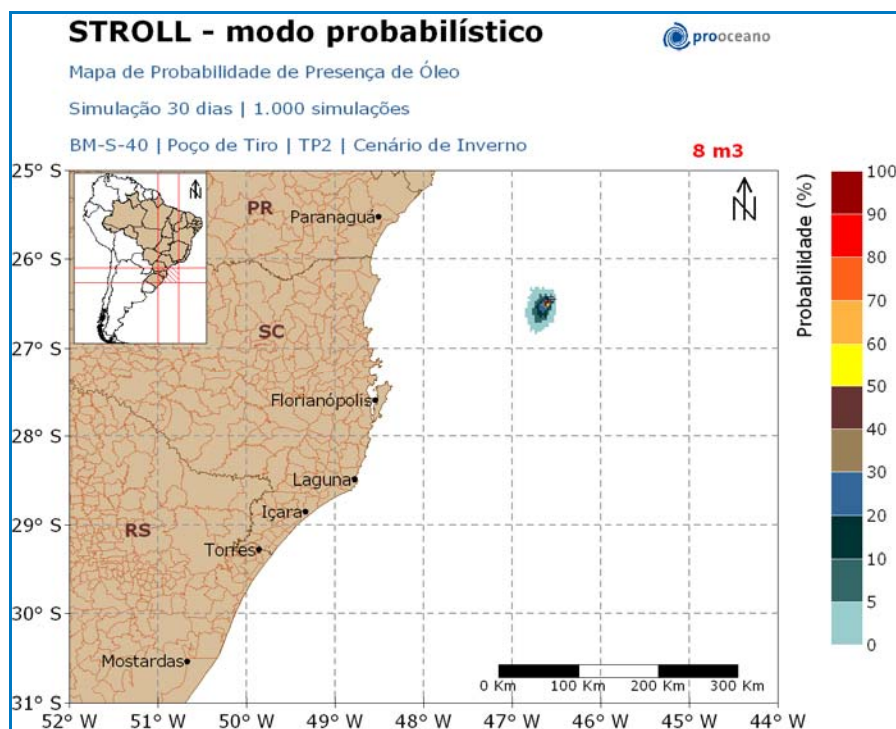 STROLL - modo probabilístico
prooceano
Mapa de Probabilidade de Presença de Óleo
Simulação 30 dias | 1.000 simulações
BM-S-40 | Poço de Tiro | TP2 | Cenário de Inverno
8 m3
25° S
26° S
27° S
28° S
29° S
30° S
31° S
52° W
51° W
50° W
49° W
48° W
47° W
46° W
45° W
44° W
N
N
PR
Paranaguá
SC
Florianópolis
Laguna
Içara
RS
Torres
Mostardas
0 Km
100 Km
200 Km
300 Km
Probabilidade (%)
100
90
80
70
60
50
40
30
20
10
5
0